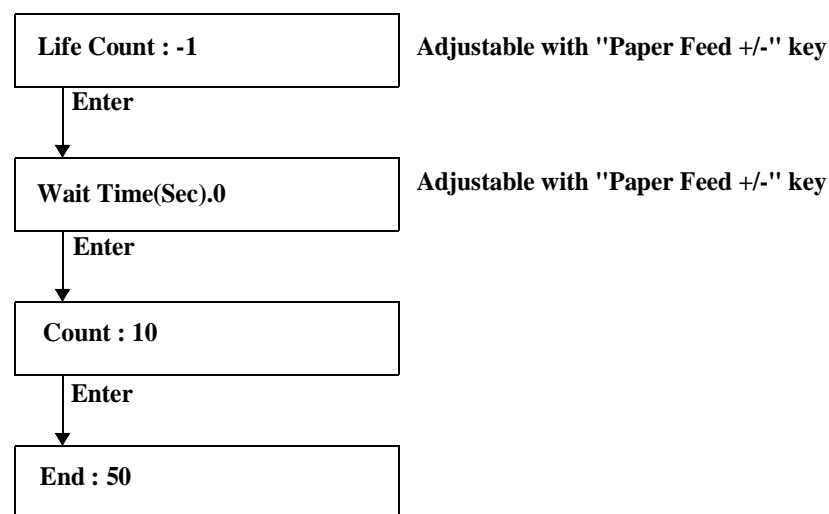 Life Count : -1
Adjustable with "Paper Feed +/-" key
Enter
Wait Time(Sec).0
Adjustable with "Paper Feed +/-" key
Enter
Count : 10
Enter
End : 50